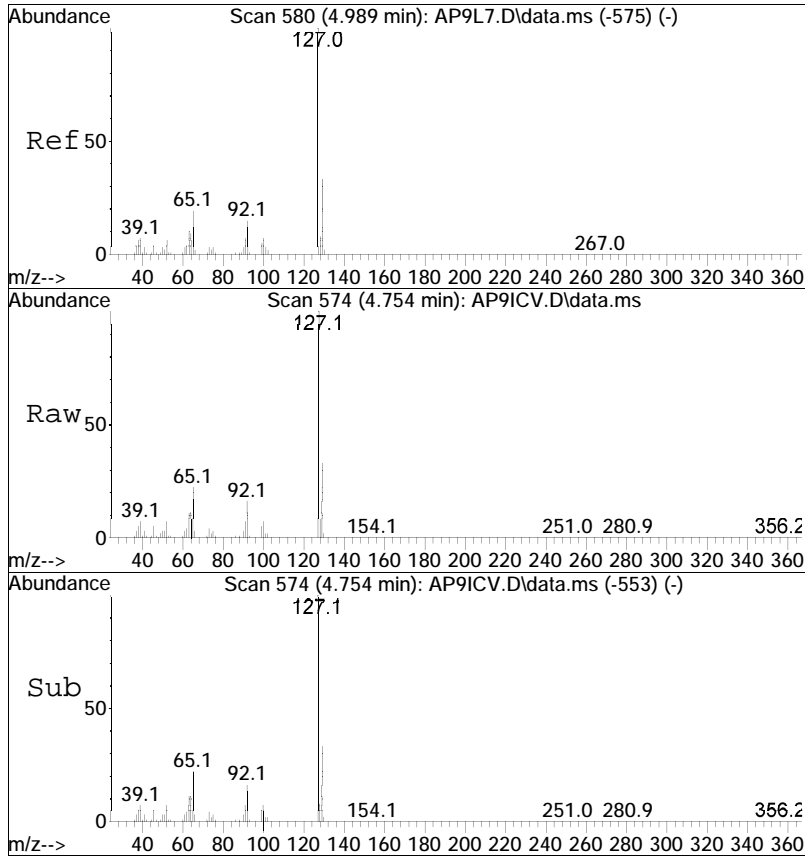 Abundance Scan 580 (4.989 min): AP9L7.D\data.ms (-575) (-)
127.0
Ref 50
65.1
92.1
39.1
267.0
0
m/z--> 40 60 80 100 120 140 160 180 200 220 240 260 280 300 320 340 360
Abundance Scan 574 (4.754 min): AP9ICV.D\data.ms
127.1
Raw 50
65.1
92.1
39.1
154.1 251.0 280.9 356.2
0
m/z--> 40 60 80 100 120 140 160 180 200 220 240 260 280 300 320 340 360
Abundance Scan 574 (4.754 min): AP9ICV.D\data.ms (-553) (-)
127.1
Sub 50
65.1
92.1
39.1
154.1 251.0 280.9 356.2
0
m/z--> 40 60 80 100 120 140 160 180 200 220 240 260 280 300 320 340 360